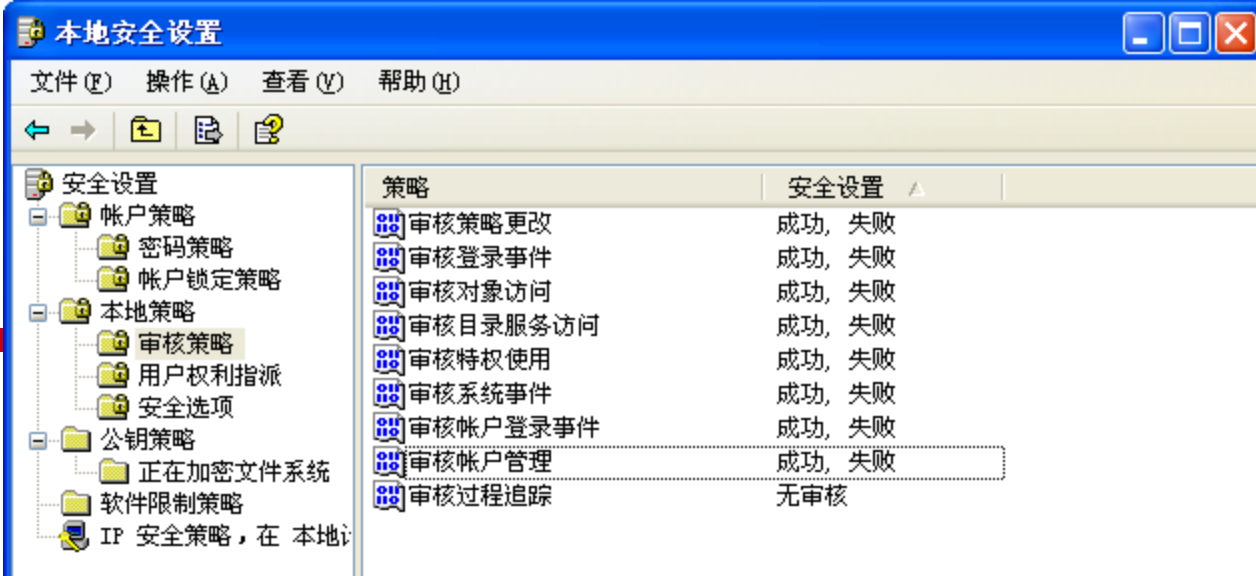 本地安全设置
文件(F) 操作(A) 查看(V) 帮助(H)
安全设置
帐户策略
密码策略
帐户锁定策略
本地策略
审核策略
用户权利指派
安全选项
公钥策略
正在加密文件系统
软件限制策略
IP 安全策略，在 本地
策略 安全设置
审核策略更改 成功, 失败
审核登录事件 成功, 失败
审核对象访问 成功, 失败
审核目录服务访问 成功, 失败
审核特权使用 成功, 失败
审核系统事件 成功, 失败
审核帐户登录事件 成功, 失败
审核帐户管理 成功, 失败
审核过程追踪 无审核